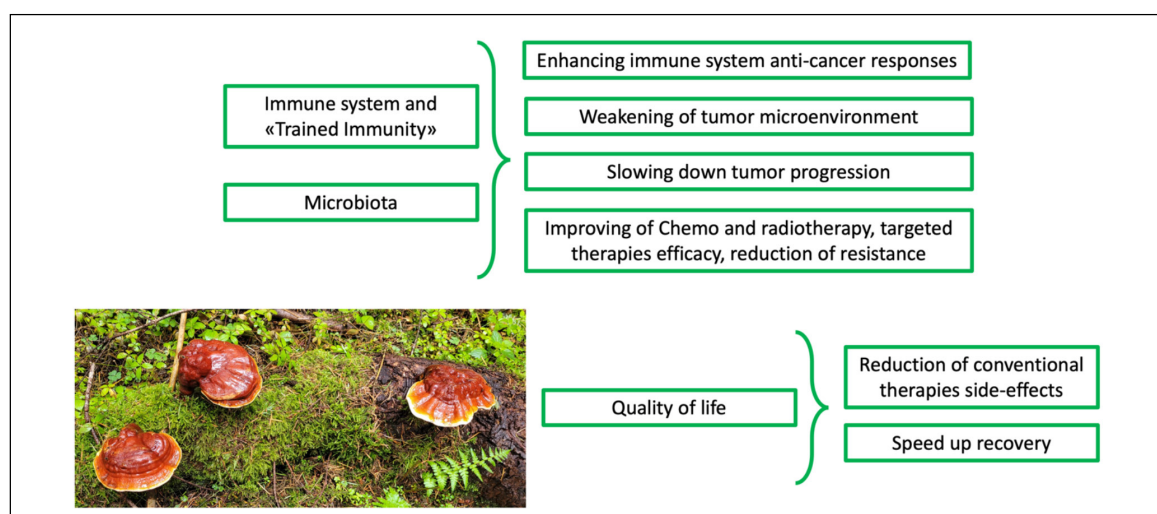 Immune system and
«Trained Immunity»
Microbiota
Enhancing immune system anti-cancer responses
Weakening of tumor microenvironment
Slowing down tumor progression
Improving of Chemo and radiotherapy, targeted
therapies efficacy, reduction of resistance
Quality of life
Reduction of conventional
therapies side-effects
Speed up recovery